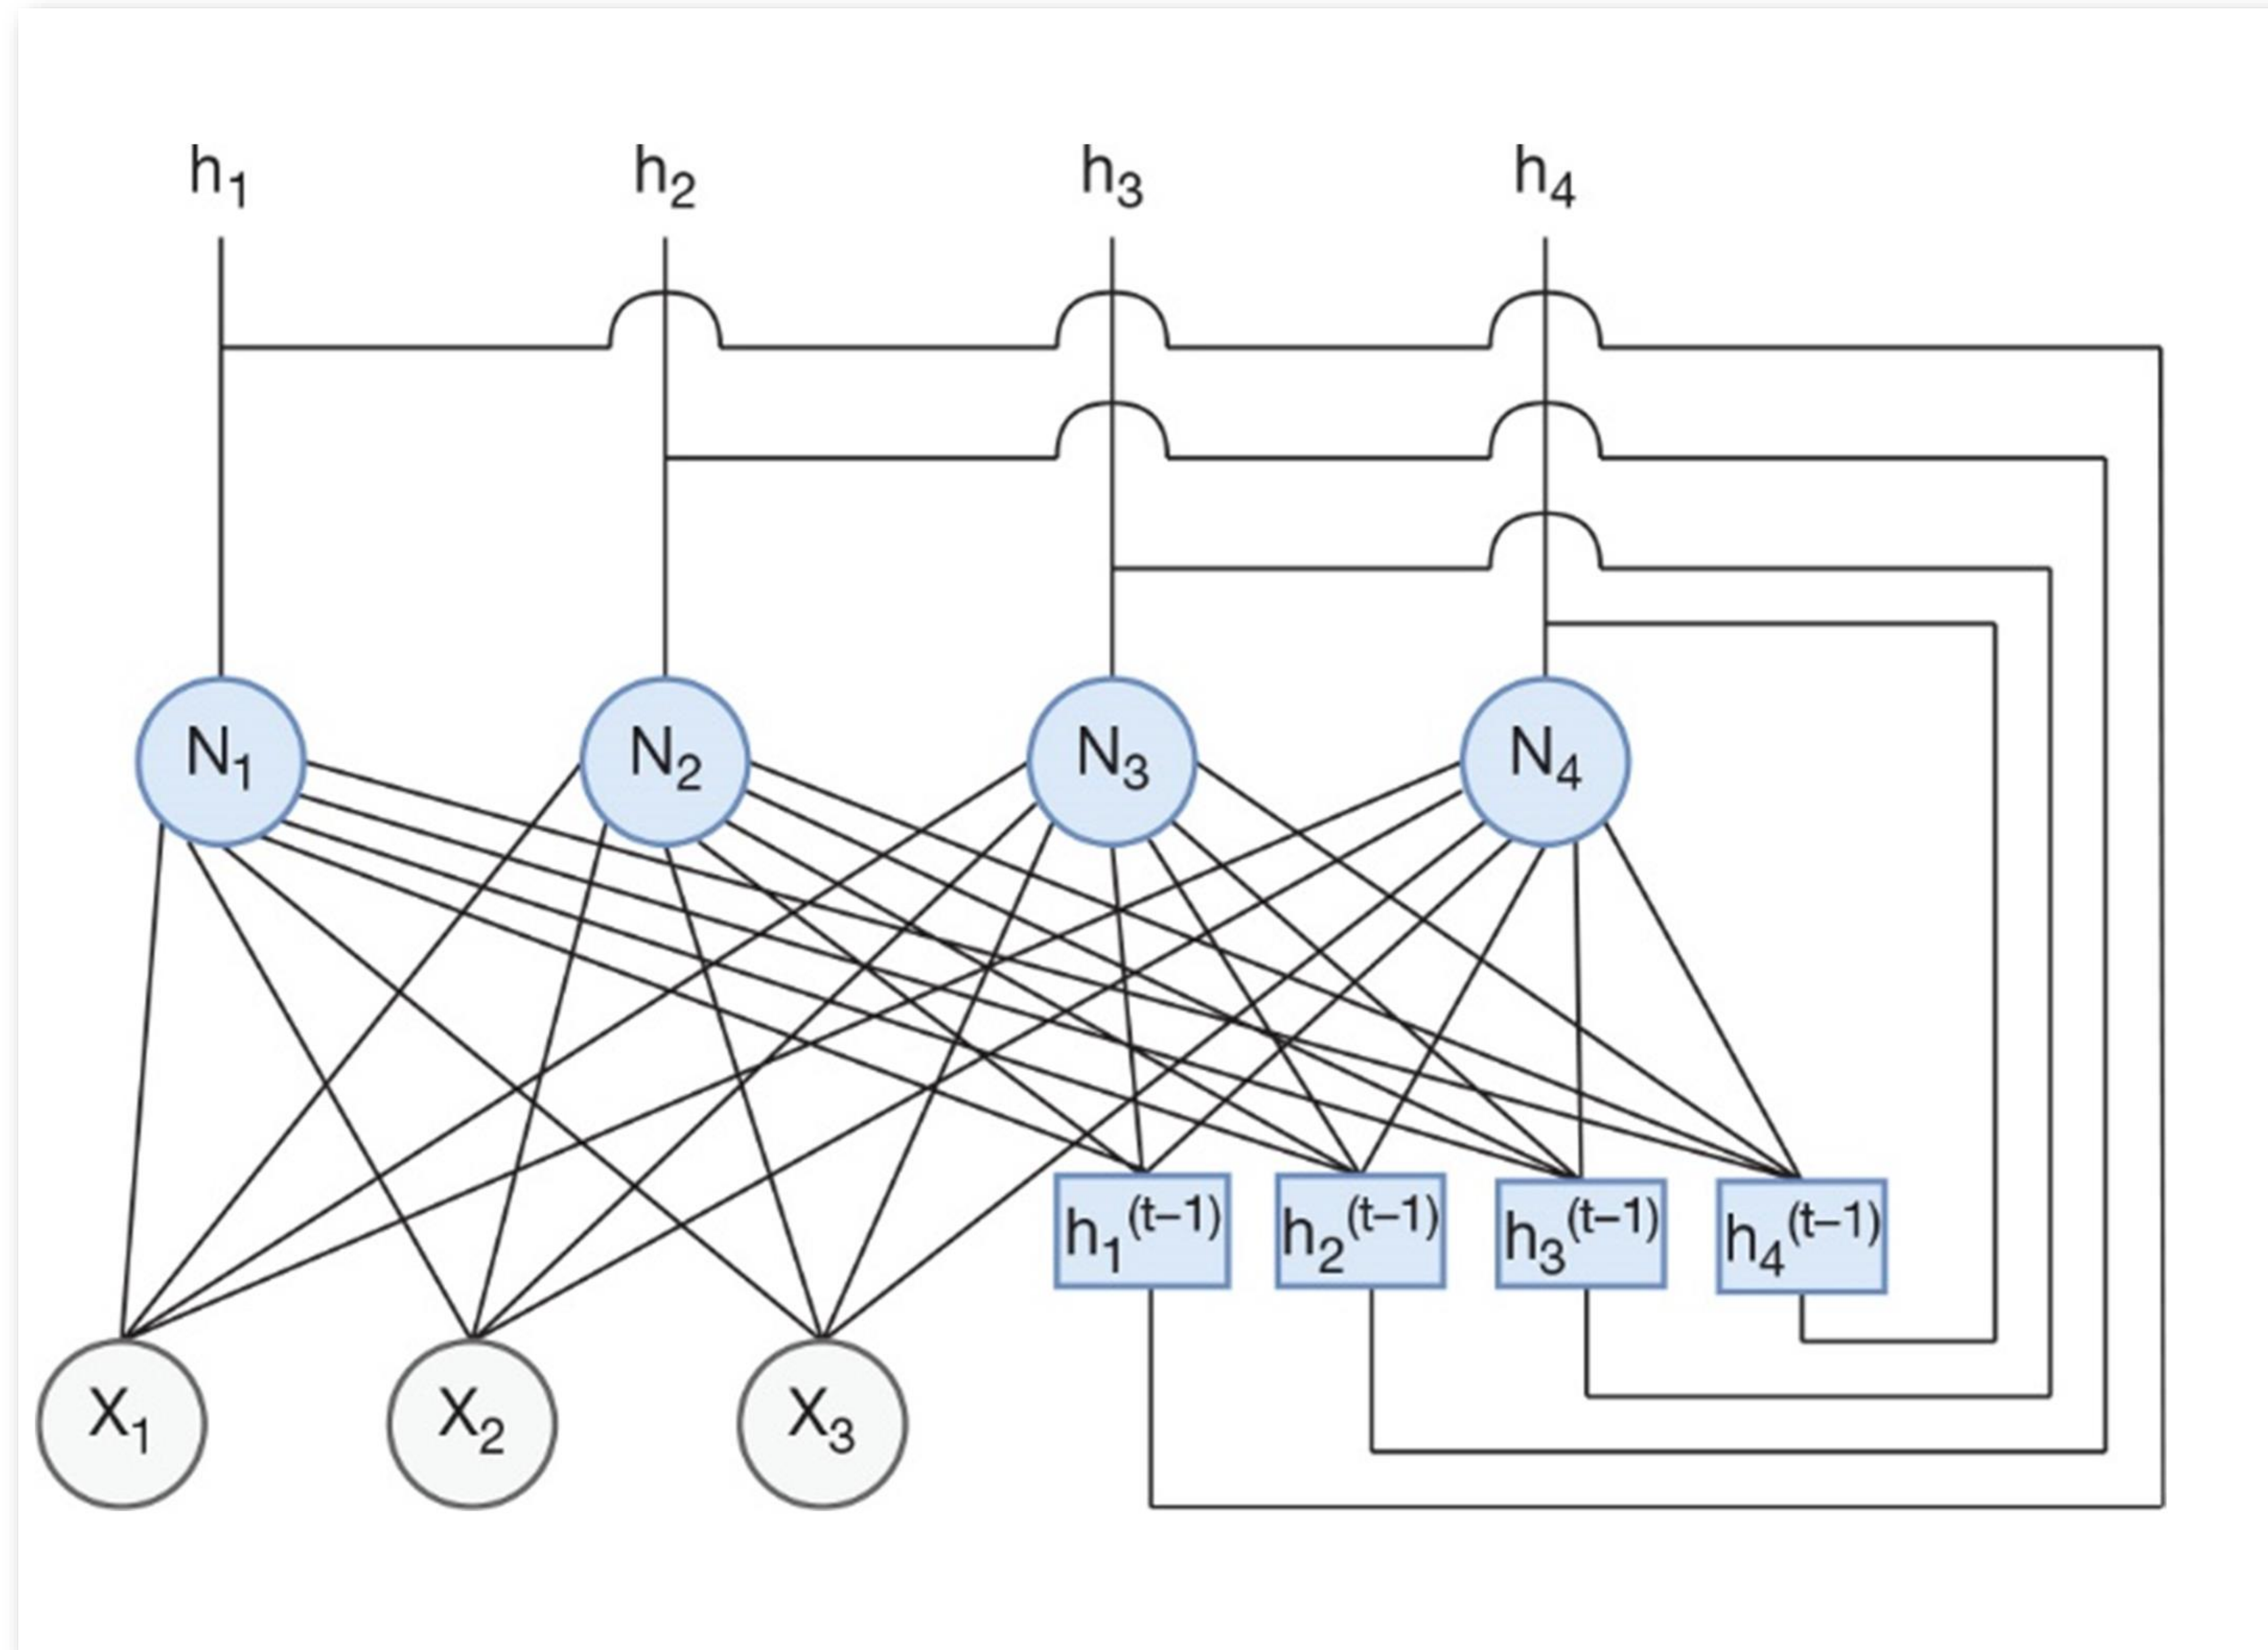 h₁ h₂ h₃ h₄
N₁ N₂ N₃ N₄
h₁⁽ᵗ⁻¹⁾ h₂⁽ᵗ⁻¹⁾ h₃⁽ᵗ⁻¹⁾ h₄⁽ᵗ⁻¹⁾
X₁ X₂ X₃